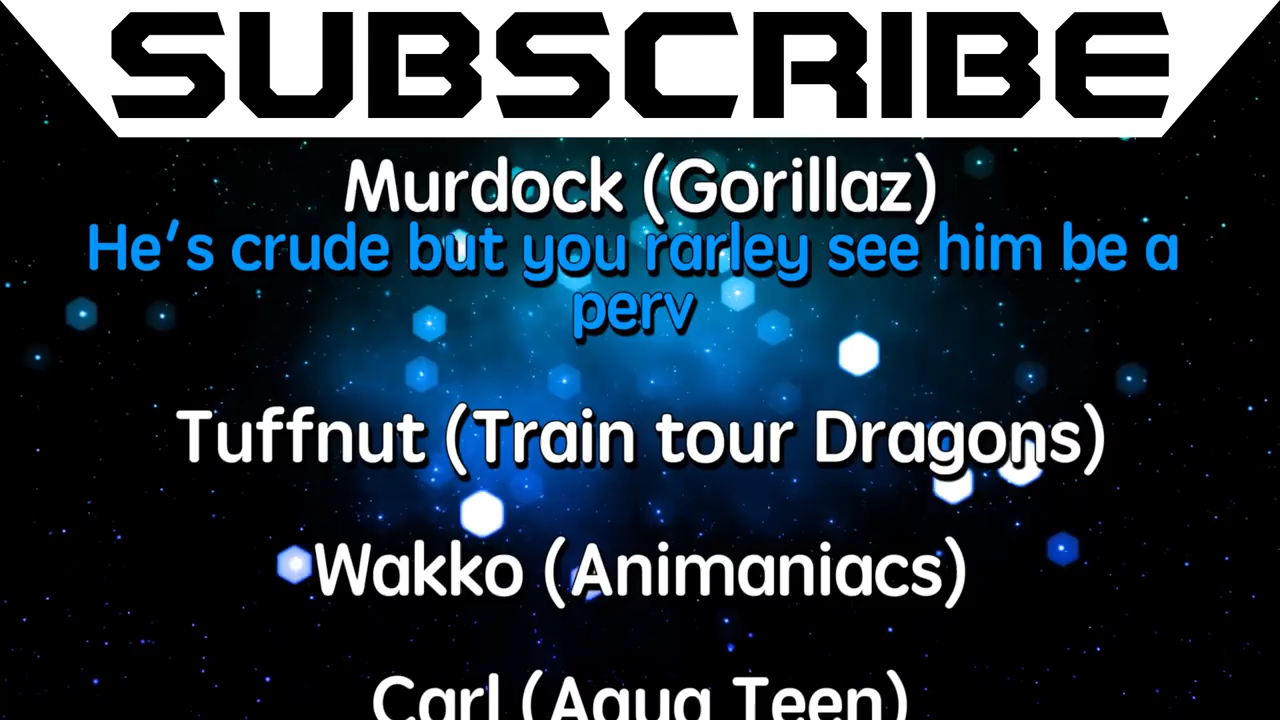 SUBSCRIBE
Murdock (Gorillaz)
He's crude but you rarley see him be a
perv
Tuffnut (Train tour Dragons)
Wakko (Animaniacs)
Carl (Aqua Teen)